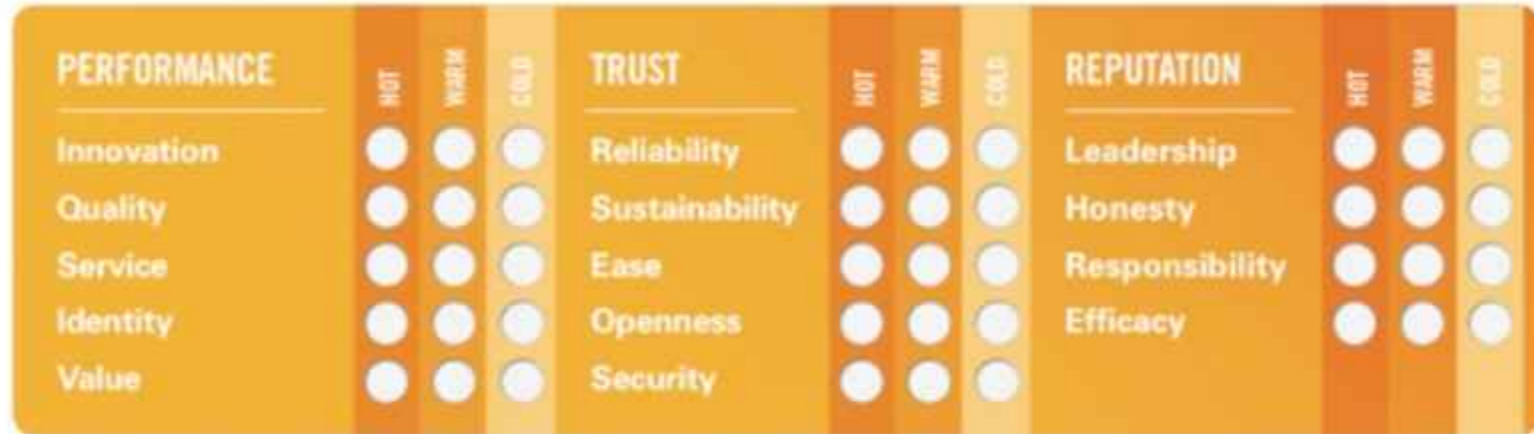 PERFORMANCE HOT WARM COLD
Innovation
Quality
Service
Identity
Value
TRUST HOT WARM COLD
Reliability
Sustainability
Ease
Openness
Security
REPUTATION HOT WARM COLD
Leadership
Honesty
Responsibility
Efficacy